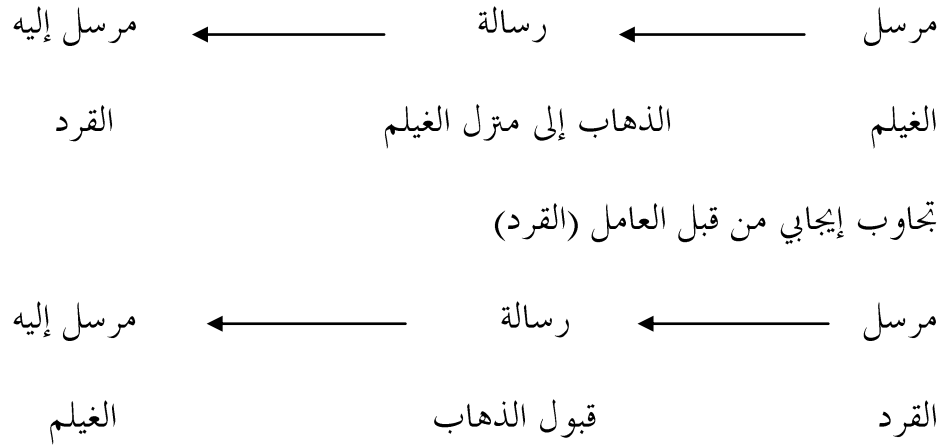 مرسل رسالة مرسل إليه
الغيلم الذهاب إلى منزل الغيلم القرد
تجاوب إيجابي من قبل العامل (القرد)
مرسل رسالة مرسل إليه
القرد قبول الذهاب الغيلم